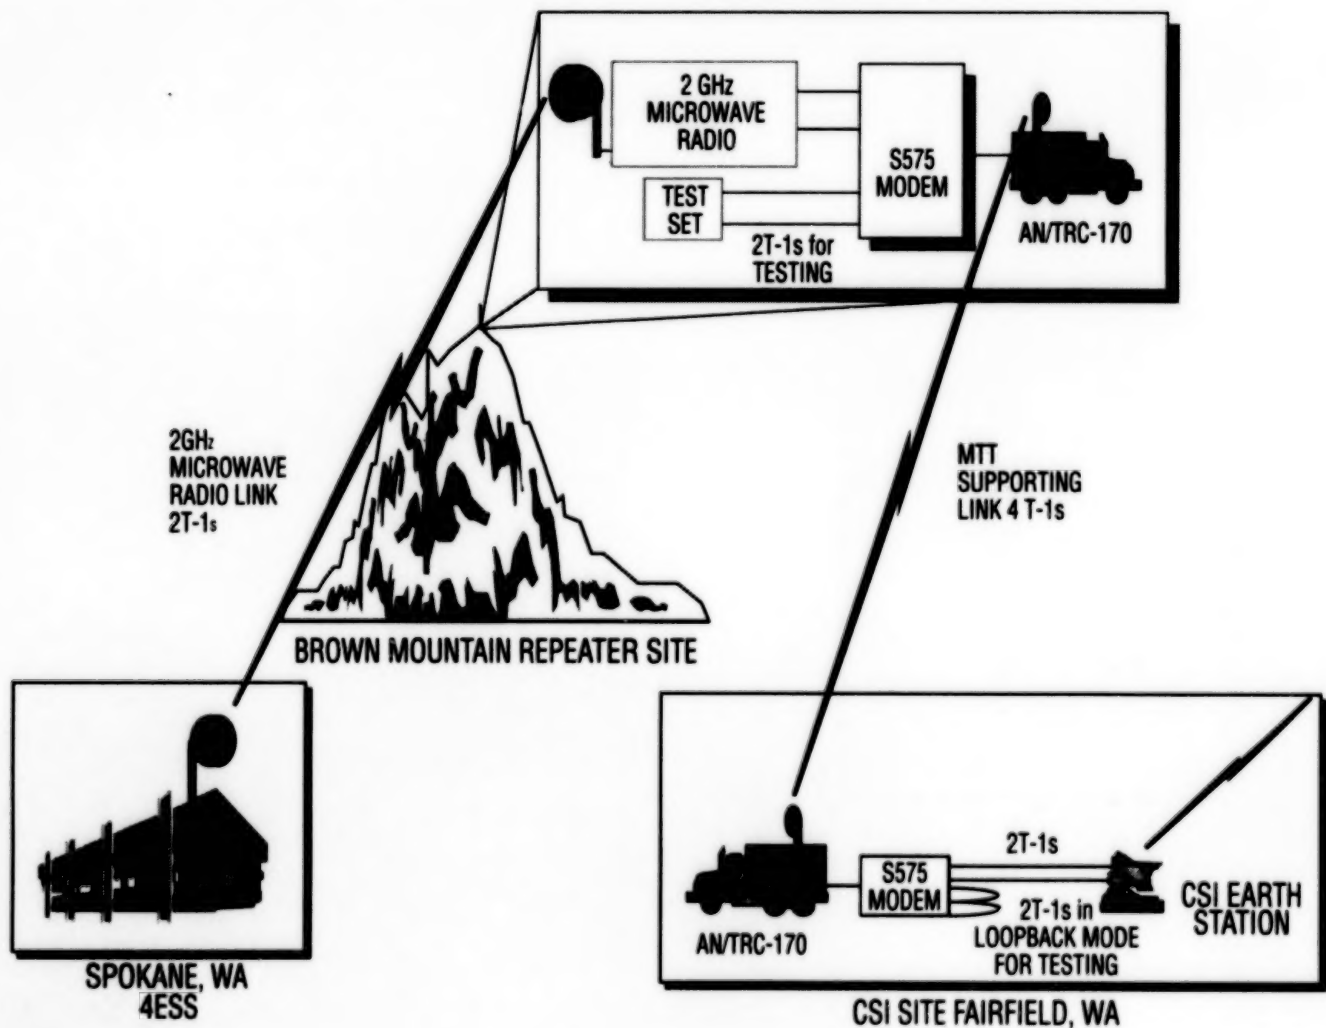 2 GHz
MICROWAVE
RADIO
S575
MODEM
TEST
SET
2T-1s for
TESTING
AN/TRC-170
2GHz
MICROWAVE
RADIO LINK
2T-1s
MTT
SUPPORTING
LINK 4 T-1s
BROWN MOUNTAIN REPEATER SITE
SPOKANE, WA
4ESS
AN/TRC-170
S575
MODEM
2T-1s
2T-1s in
LOOPBACK MODE
FOR TESTING
CSI EARTH
STATION
CSI SITE FAIRFIELD, WA